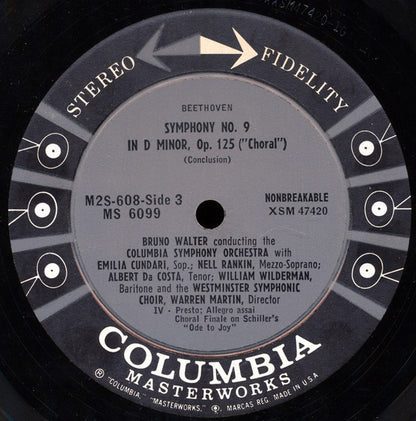 STEREO FIDELITY
BEETHOVEN
SYMPHONY NO. 9
IN D MINOR, Op. 125 ("Choral")
(Conclusion)
M2S-608-Side 3
MS 6099
NONBREAKABLE
XSM 47420
BRUNO WALTER conducting the
COLUMBIA SYMPHONY ORCHESTRA with
EMILIA CUNDARI, Sop.; NELL RANKIN, Mezzo-Soprano;
ALBERT Da COSTA, Tenor; WILLIAM WILDERMAN,
Baritone and the WESTMINSTER SYMPHONIC
CHOIR, WARREN MARTIN, Director
IV - Presto; Allegro assai
Choral Finale on Schiller's
"Ode to Joy"
COLUMBIA
MASTERWORKS
® "COLUMBIA," "MASTERWORKS," MARCAS REG. MADE IN U.S.A.